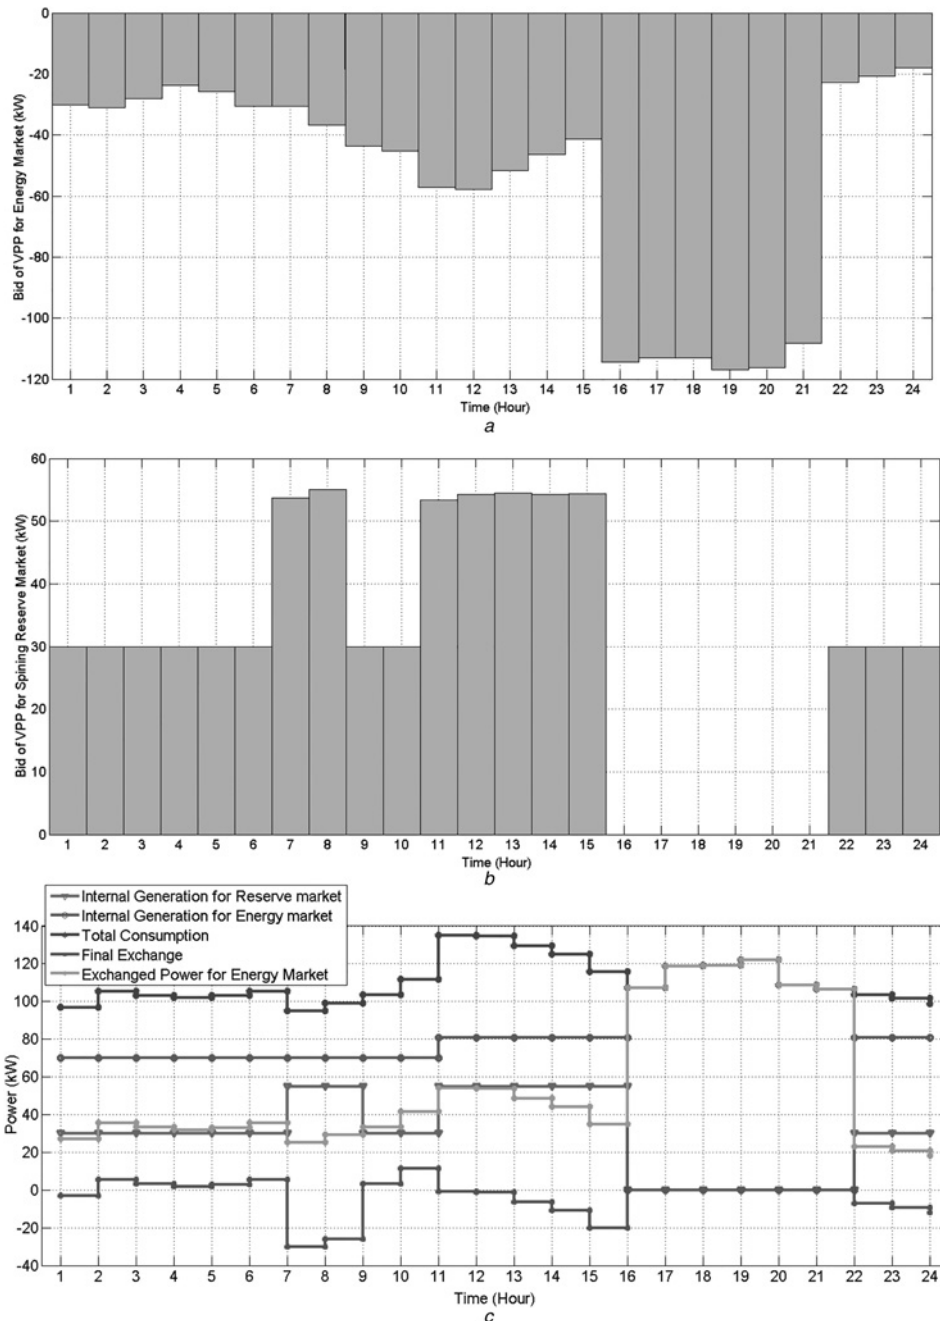 Bid of VPP for Energy Market (kW)
0
-20
-40
-60
-80
-100
-120
1 2 3 4 5 6 7 8 9 10 11 12 13 14 15 16 17 18 19 20 21 22 23 24
Time (Hour)
a
Bid of VPP for Spining Reserve Market (kW)
60
50
40
30
20
10
0
1 2 3 4 5 6 7 8 9 10 11 12 13 14 15 16 17 18 19 20 21 22 23 24
Time (Hour)
b
Internal Generation for Reserve market
Internal Generation for Energy market
Total Consumption
Final Exchange
Exchanged Power for Energy Market
Power (kW)
140
120
100
80
60
40
20
0
-20
-40
1 2 3 4 5 6 7 8 9 10 11 12 13 14 15 16 17 18 19 20 21 22 23 24
Time (Hour)
c